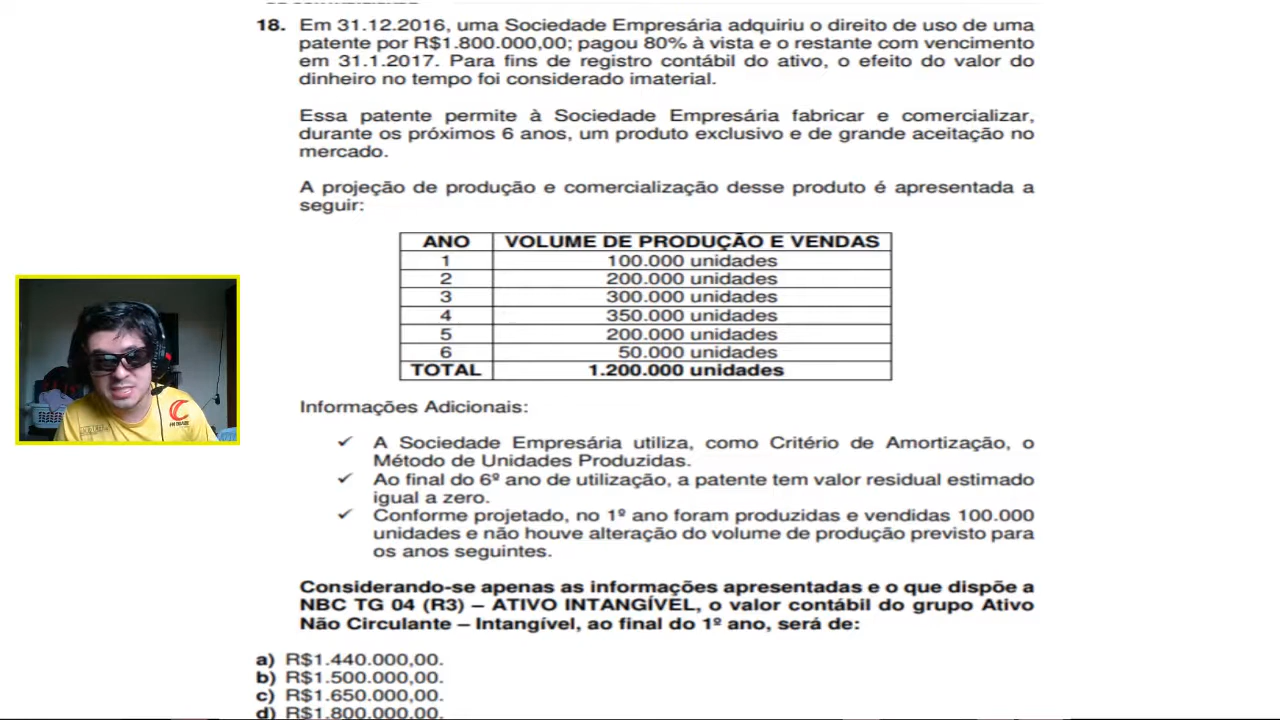 18. Em 31.12.2016, uma Sociedade Empresária adquiriu o direito de uso de uma
patente por R$1.800.000,00; pagou 80% à vista e o restante com vencimento
em 31.1.2017. Para fins de registro contábil do ativo, o efeito do valor do
dinheiro no tempo foi considerado imaterial.
Essa patente permite à Sociedade Empresária fabricar e comercializar,
durante os próximos 6 anos, um produto exclusivo e de grande aceitação no
mercado.
A projeção de produção e comercialização desse produto é apresentada a
seguir:
ANO VOLUME DE PRODUÇÃO E VENDAS
1 100.000 unidades
2 200.000 unidades
3 300.000 unidades
4 350.000 unidades
5 200.000 unidades
6 50.000 unidades
TOTAL 1.200.000 unidades
Informações Adicionais:
✓ A Sociedade Empresária utiliza, como Critério de Amortização, o
Método de Unidades Produzidas.
✓ Ao final do 6º ano de utilização, a patente tem valor residual estimado
igual a zero.
✓ Conforme projetado, no 1º ano foram produzidas e vendidas 100.000
unidades e não houve alteração do volume de produção previsto para
os anos seguintes.
Considerando-se apenas as informações apresentadas e o que dispõe a
NBC TG 04 (R3) – ATIVO INTANGÍVEL, o valor contábil do grupo Ativo
Não Circulante – Intangível, ao final do 1º ano, será de:
a) R$1.440.000,00.
b) R$1.500.000,00.
c) R$1.650.000,00.
d) R$1.800.000,00.